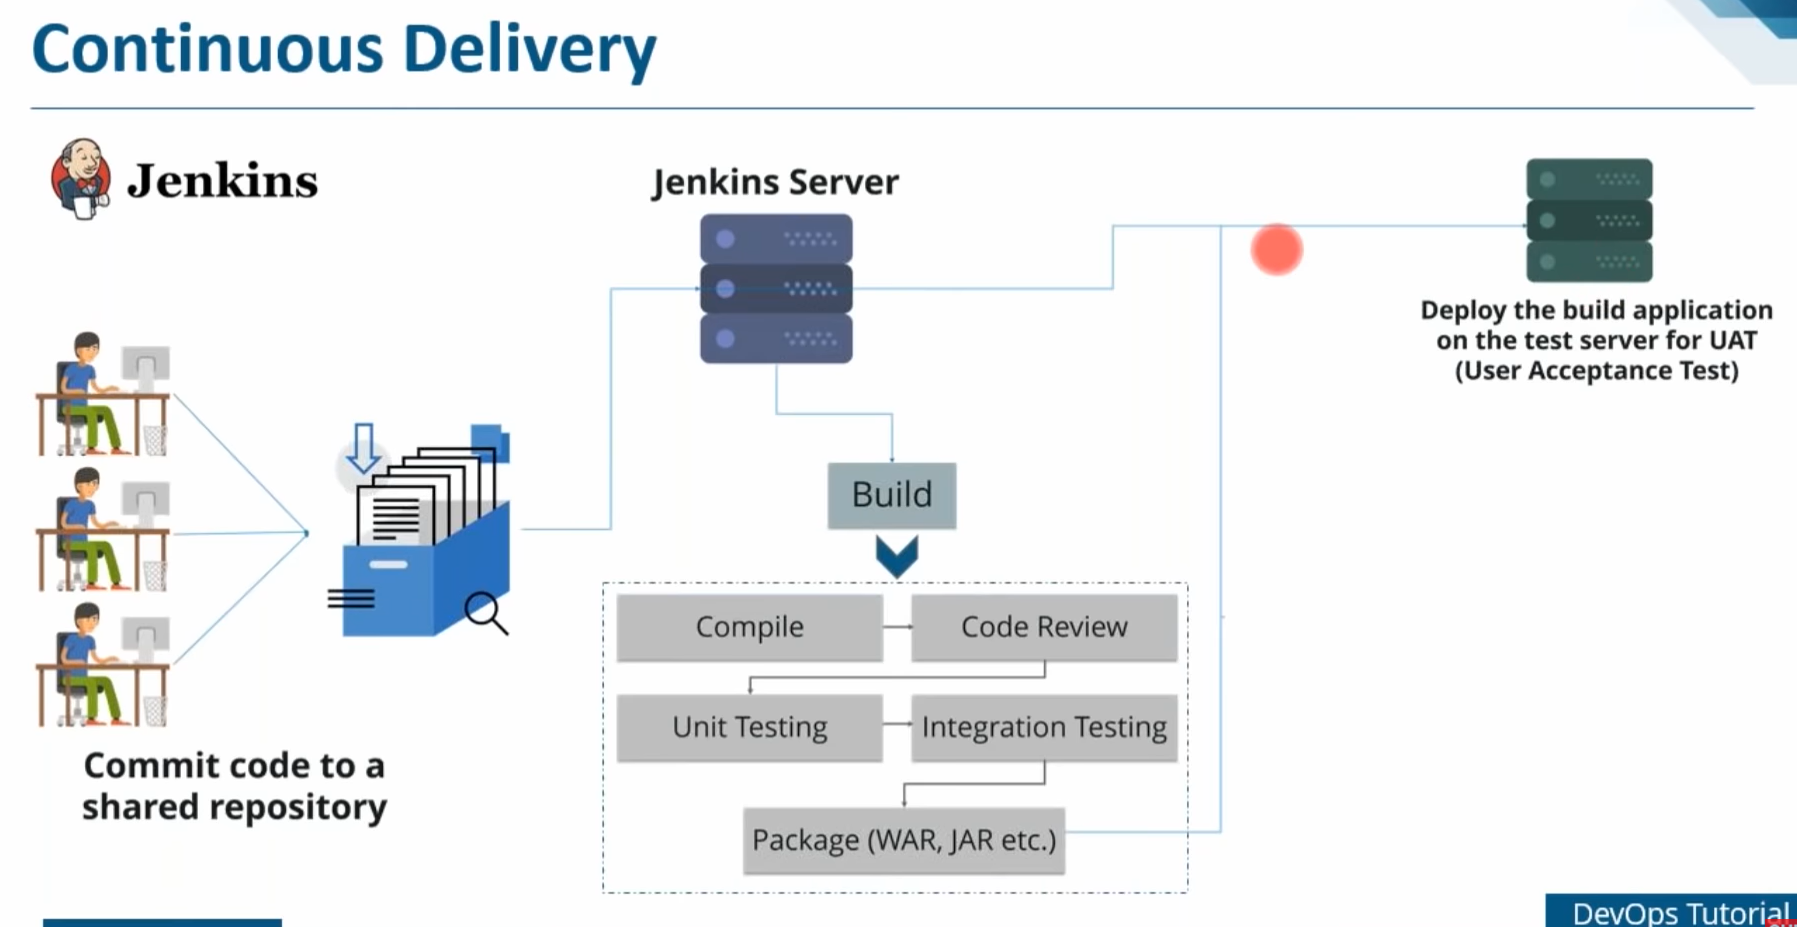 Continuous Delivery
Jenkins
Jenkins Server
Build
Compile
Code Review
Unit Testing
Integration Testing
Package (WAR, JAR etc.)
Deploy the build application
on the test server for UAT
(User Acceptance Test)
Commit code to a
shared repository
DevOps Tutorial